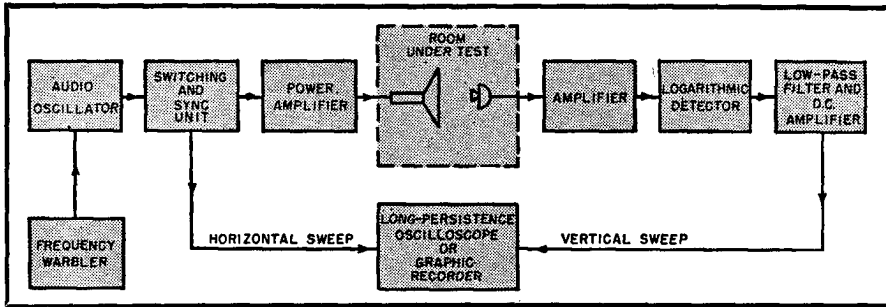 ROOM
UNDER TEST
AUDIO
OSCILLATOR
SWITCHING
AND
SYNC
UNIT
POWER.
AMPLIFIER
AMPLIFIER
LOGARITHMIC
DETECTOR
LOW-PASS
FILTER AND
D.C.
AMPLIFIER
FREQUENCY
WARBLER
HORIZONTAL SWEEP
LONG-PERSISTENCE
OSCILLOSCOPE
OR
GRAPHIC
RECORDER
VERTICAL SWEEP